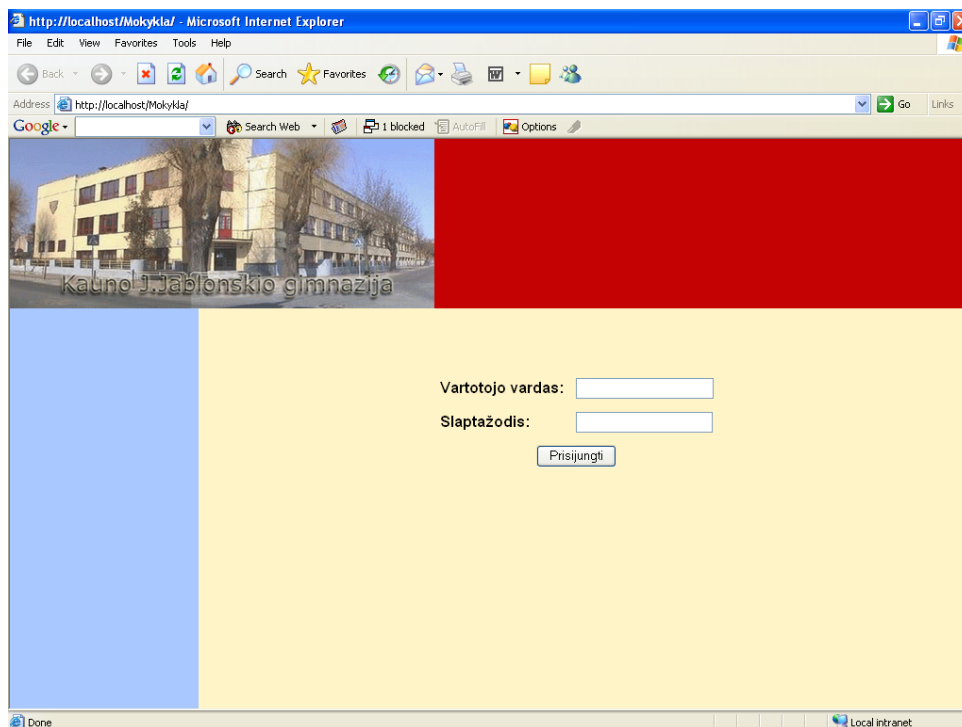 http://localhost/Mokykla/ - Microsoft Internet Explorer
File Edit View Favorites Tools Help
Back Search Favorites
Address http://localhost/Mokykla/ Go Links
Google Search Web 1 blocked AutoFill Options
Kauno J.Jablonskio gimnazija
Vartotojo vardas:
Slaptažodis:
Prisijungti
Done Local intranet